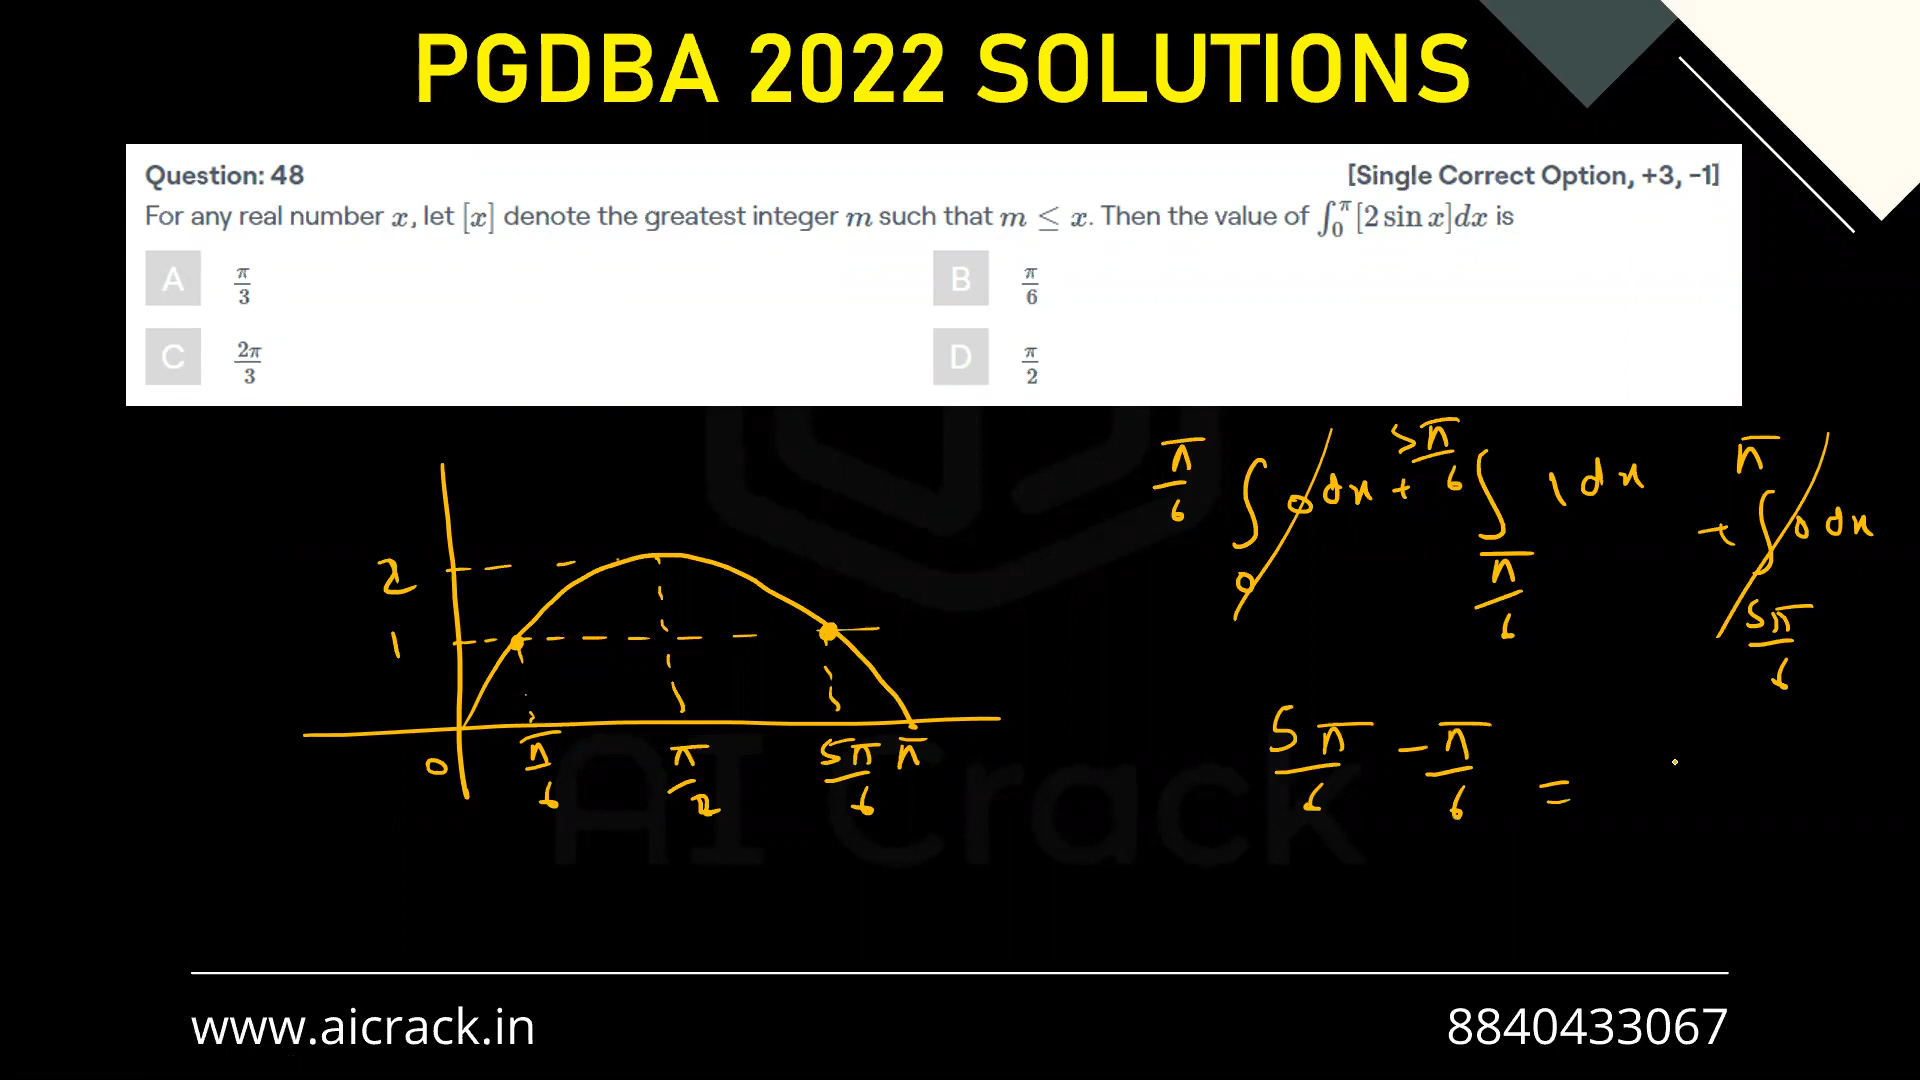 PGDBA 2022 SOLUTIONS
Question: 48 [Single Correct Option, +3, -1]
For any real number x, let [x] denote the greatest integer m such that m ≤ x. Then the value of ∫₀^π [2 sin x]dx is
A π/3 B π/6
C 2π/3 D π/2
π/6 ∫ 0 dx + 5π/6 ∫ 1 dx + π ∫ 0 dx
0 π/6 5π/6
2
1
0 π/6 π/2 5π/6 π
5π/6 - π/6 =
AI Crack
www.aicrack.in 8840433067